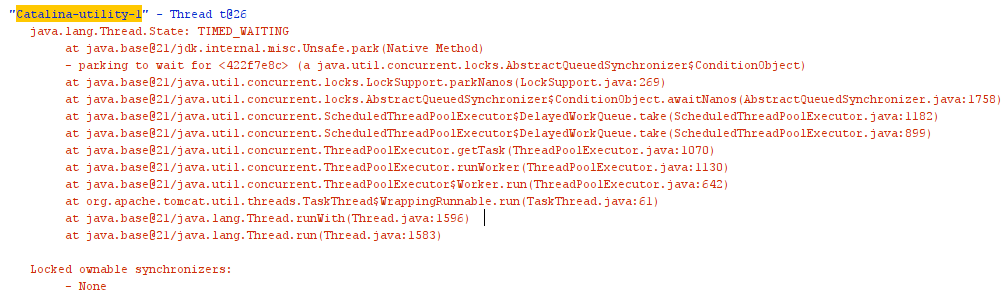 "Catalina-utility-1" - Thread t@26
java.lang.Thread.State: TIMED_WAITING
at java.base@21/jdk.internal.misc.Unsafe.park(Native Method)
- parking to wait for <422f7e8c> (a java.util.concurrent.locks.AbstractQueuedSynchronizer$ConditionObject)
at java.base@21/java.util.concurrent.locks.LockSupport.parkNanos(LockSupport.java:269)
at java.base@21/java.util.concurrent.locks.AbstractQueuedSynchronizer$ConditionObject.awaitNanos(AbstractQueuedSynchronizer.java:1758)
at java.base@21/java.util.concurrent.ScheduledThreadPoolExecutor$DelayedWorkQueue.take(ScheduledThreadPoolExecutor.java:1182)
at java.base@21/java.util.concurrent.ScheduledThreadPoolExecutor$DelayedWorkQueue.take(ScheduledThreadPoolExecutor.java:899)
at java.base@21/java.util.concurrent.ThreadPoolExecutor.getTask(ThreadPoolExecutor.java:1070)
at java.base@21/java.util.concurrent.ThreadPoolExecutor.runWorker(ThreadPoolExecutor.java:1130)
at java.base@21/java.util.concurrent.ThreadPoolExecutor$Worker.run(ThreadPoolExecutor.java:642)
at org.apache.tomcat.util.threads.TaskThread$WrappingRunnable.run(TaskThread.java:61)
at java.base@21/java.lang.Thread.runWith(Thread.java:1596)
at java.base@21/java.lang.Thread.run(Thread.java:1583)
Locked ownable synchronizers:
- None